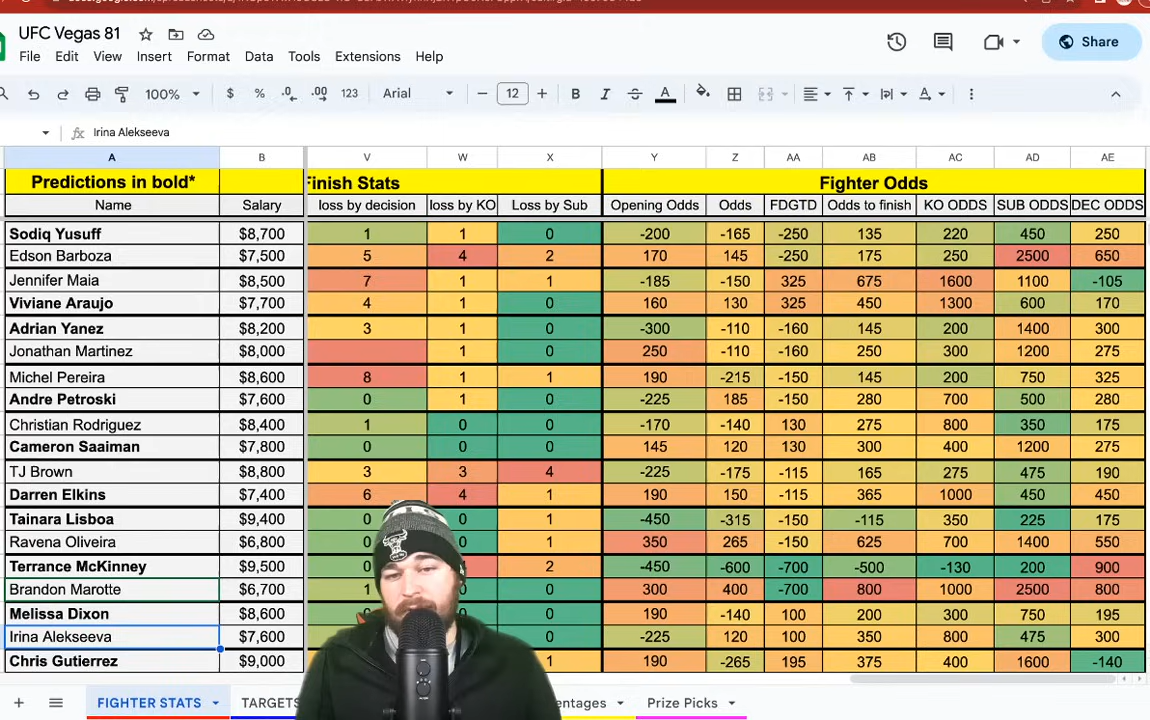 UFC Vegas 81
File Edit View Insert Format Data Tools Extensions Help
Share
100% $ % .0 .00 123 Arial 12 B I A
fx Irina Alekseeva
A B V W X Y Z AA AB AC AD AE
Predictions in bold* Finish Stats Fighter Odds
Name Salary loss by decision loss by KO Loss by Sub Opening Odds Odds FDGTD Odds to finish KO ODDS SUB ODDS DEC ODDS
Sodiq Yusuff $8,700 1 1 0 -200 -165 -250 135 220 450 250
Edson Barboza $7,500 5 4 2 170 145 -250 175 250 2500 650
Jennifer Maia $8,500 7 1 1 -185 -150 325 675 1600 1100 -105
Viviane Araujo $7,700 4 1 0 160 130 325 450 1300 600 170
Adrian Yanez $8,200 3 1 0 -300 -110 -160 145 200 1400 300
Jonathan Martinez $8,000 1 0 250 -110 -160 250 300 1200 275
Michel Pereira $8,600 8 1 1 190 -215 -150 145 200 750 325
Andre Petroski $7,600 0 1 0 -225 185 -150 280 700 500 280
Christian Rodriguez $8,400 1 0 0 -170 -140 130 275 800 350 175
Cameron Saaiman $7,800 0 0 0 145 120 130 300 400 1200 275
TJ Brown $8,800 3 3 4 -225 -175 -115 165 275 475 190
Darren Elkins $7,400 6 4 1 190 150 -115 365 1000 450 450
Tainara Lisboa $9,400 0 0 1 -450 -315 -150 -115 350 225 175
Ravena Oliveira $6,800 0 0 1 350 265 -150 625 700 1400 550
Terrance McKinney $9,500 0 2 -450 -600 -700 -500 -130 200 900
Brandon Marotte $6,700 1 0 0 300 400 -700 800 1000 2500 800
Melissa Dixon $8,600 0 0 190 -140 100 200 300 750 195
Irina Alekseeva $7,600 0 0 -225 120 100 350 800 475 300
Chris Gutierrez $9,000 1 190 -265 195 375 400 1600 -140
FIGHTER STATS TARGETS entages Prize Picks